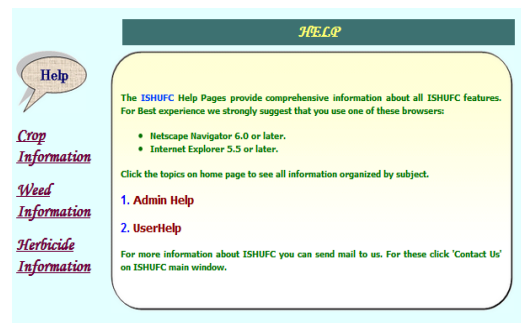 HELP
Help
Crop
Information
Weed
Information
Herbicide
Information
The ISHUFC Help Pages provide comprehensive information about all ISHUFC features.
For Best experience we strongly suggest that you use one of these browsers:
• Netscape Navigator 6.0 or later.
• Internet Explorer 5.5 or later.
Click the topics on home page to see all information organized by subject.
1. Admin Help
2. UserHelp
For more information about ISHUFC you can send mail to us. For these click 'Contact Us'
on ISHUFC main window.